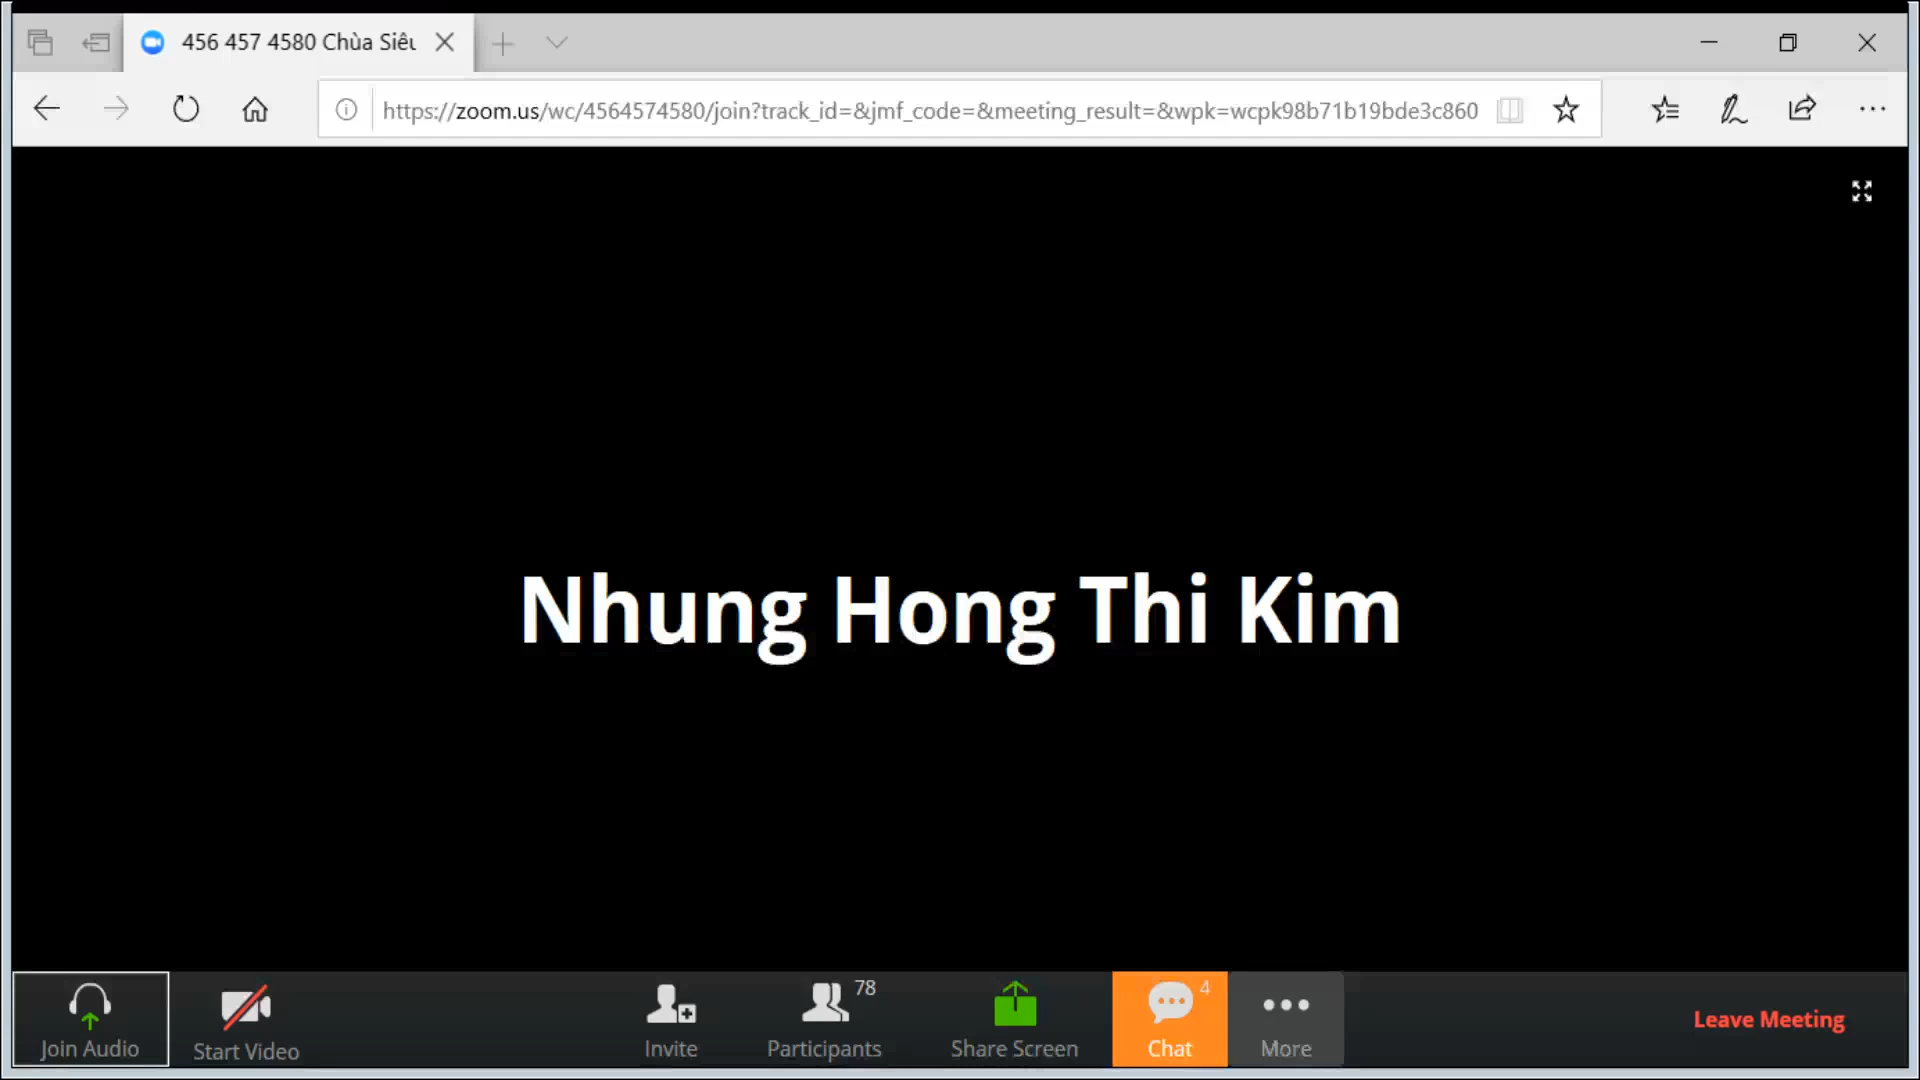 456 457 4580 Chùa Siêu
https://zoom.us/wc/4564574580/join?track_id=&jmf_code=&meeting_result=&wpk=wcpk98b71b19bde3c860
Nhung Hong Thi Kim
Join Audio
Start Video
Invite
78
Participants
Share Screen
4
Chat
More
Leave Meeting